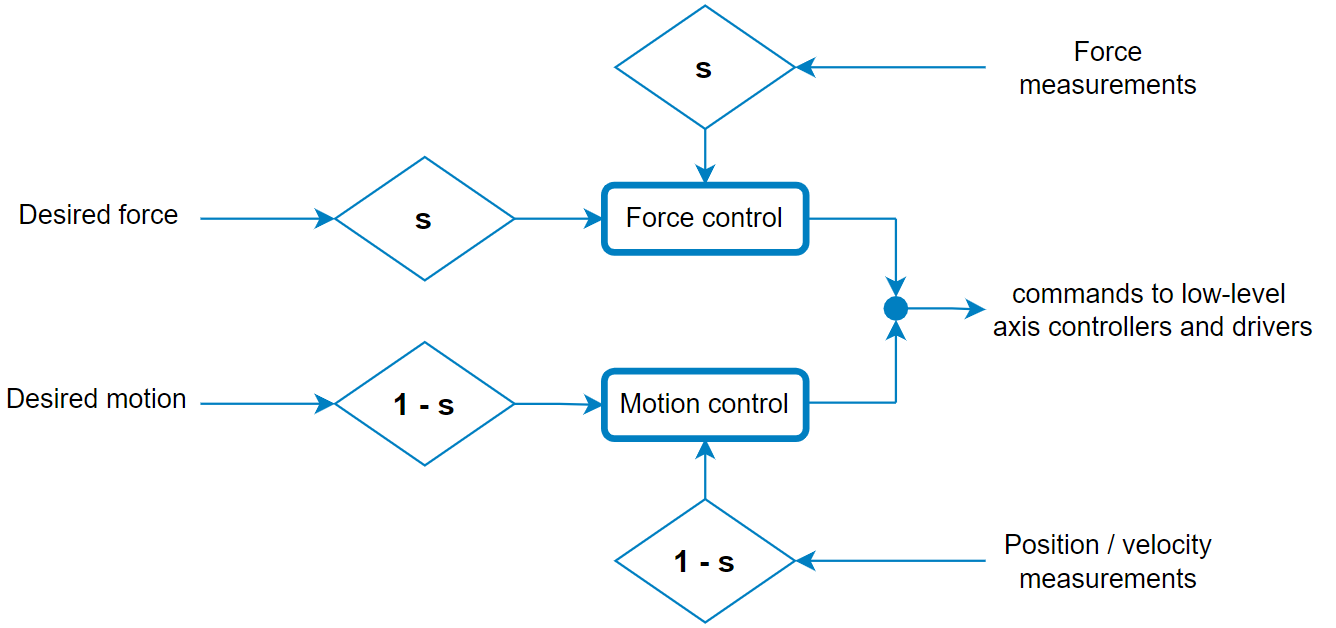 s
Force
measurements
Desired force
s
Force control
commands to low-level
axis controllers and drivers
Desired motion
1 - s
Motion control
1 - s
Position / velocity
measurements